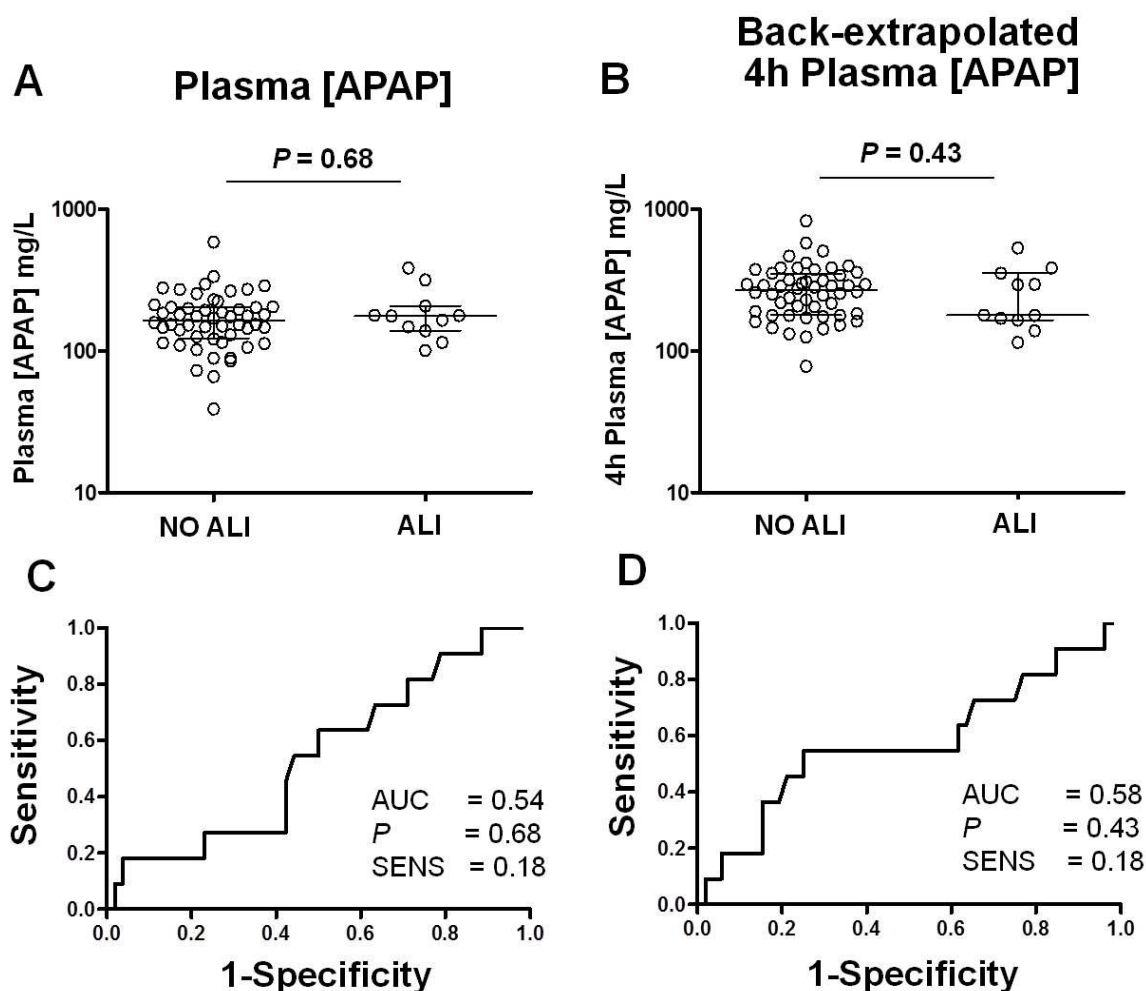 A
Plasma [APAP]
P = 0.68
Plasma [APAP] mg/L
1000
100
10
NO ALI
ALI
B
Back-extrapolated
4h Plasma [APAP]
P = 0.43
4h Plasma [APAP] mg/L
1000
100
10
NO ALI
ALI
C
Sensitivity
1.0
0.8
0.6
0.4
0.2
0.0
AUC = 0.54
P = 0.68
SENS = 0.18
0.0 0.2 0.4 0.6 0.8 1.0
1-Specificity
D
Sensitivity
1.0
0.8
0.6
0.4
0.2
0.0
AUC = 0.58
P = 0.43
SENS = 0.18
0.0 0.2 0.4 0.6 0.8 1.0
1-Specificity